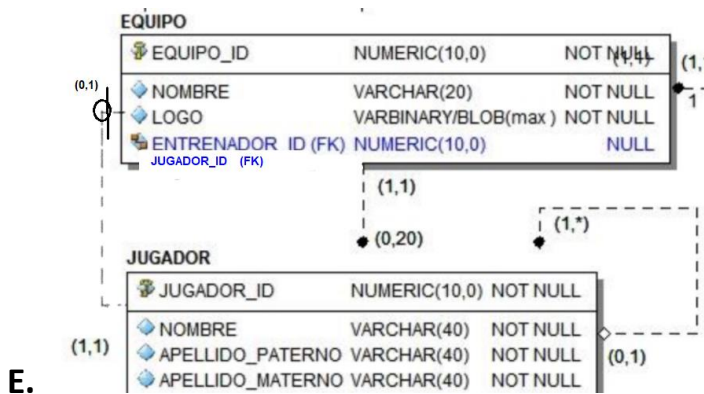 EQUIPO
EQUIPO_ID NUMERIC(10,0) NOT NULL
(1,1)
(1,
(0,1)
NOMBRE VARCHAR(20) NOT NULL
1
LOGO VARBINARY/BLOB(max) NOT NULL
ENTRENADOR_ID (FK) NUMERIC(10,0) NULL
JUGADOR_ID (FK)
(1,1)
(1,*)
(0,20)
JUGADOR
JUGADOR_ID NUMERIC(10,0) NOT NULL
NOMBRE VARCHAR(40) NOT NULL
(1,1)
APELLIDO_PATERNO VARCHAR(40) NOT NULL
(0,1)
E.
APELLIDO_MATERNO VARCHAR(40) NOT NULL